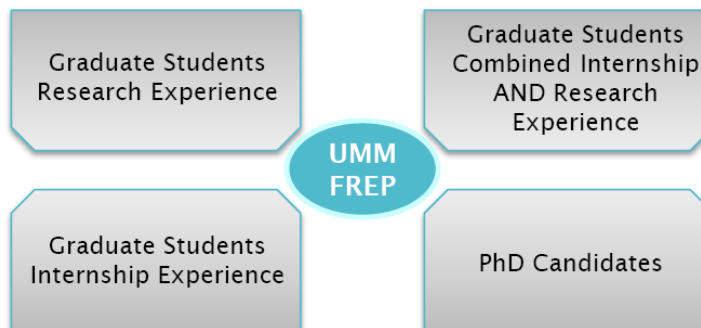 Graduate Students
Research Experience
Graduate Students
Combined Internship
AND Research
Experience
UMM
FREP
Graduate Students
Internship Experience
PhD Candidates